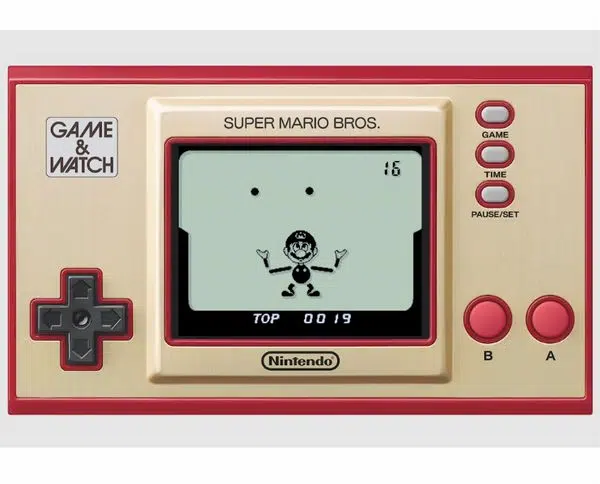 SUPER MARIO BROS.
GAME
&
WATCH
16
GAME
TIME
PAUSE/SET
TOP 0019
Nintendo
B
A